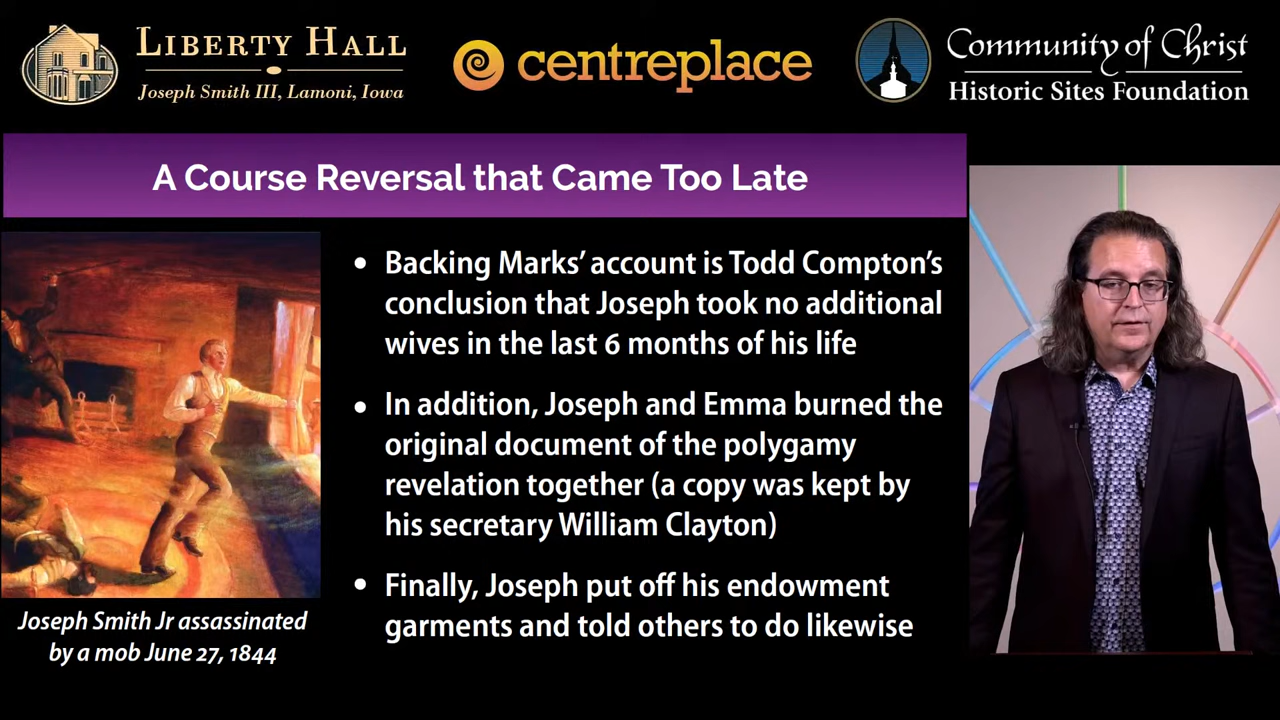 LIBERTY HALL
Joseph Smith III, Lamoni, Iowa
centreplace
Community of Christ
Historic Sites Foundation
A Course Reversal that Came Too Late
• Backing Marks’ account is Todd Compton’s
conclusion that Joseph took no additional
wives in the last 6 months of his life
• In addition, Joseph and Emma burned the
original document of the polygamy
revelation together (a copy was kept by
his secretary William Clayton)
• Finally, Joseph put off his endowment
garments and told others to do likewise
Joseph Smith Jr assassinated
by a mob June 27, 1844